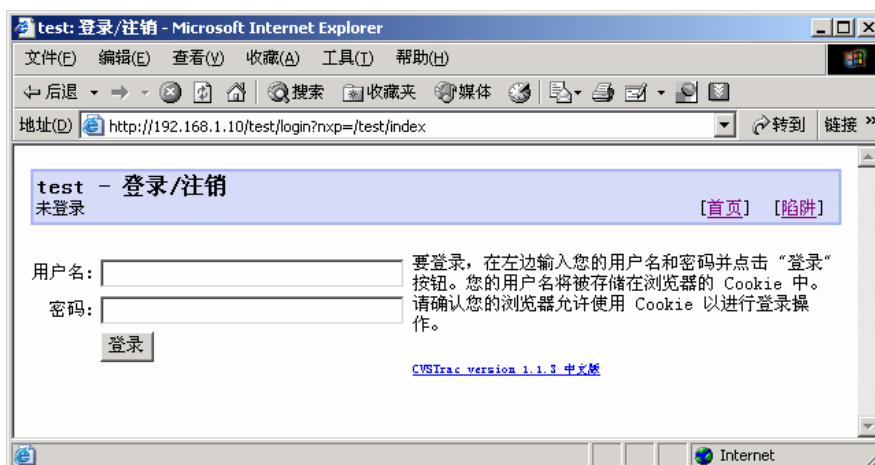 test: 登录/注销 - Microsoft Internet Explorer
文件(F) 编辑(E) 查看(V) 收藏(A) 工具(T) 帮助(H)
后退 搜索 收藏夹 媒体
地址(D) http://192.168.1.10/test/login?nxp=/test/index 转到 链接 »
test - 登录/注销
未登录 [首页] [陷阱]
用户名:
密码:
登录
要登录，在左边输入您的用户名和密码并点击 “登录”
按钮。您的用户名将被存储在浏览器的 Cookie 中。
请确认您的浏览器允许使用 Cookie 以进行登录操
作。
CVSTrac version 1.1.3 中文版
Internet